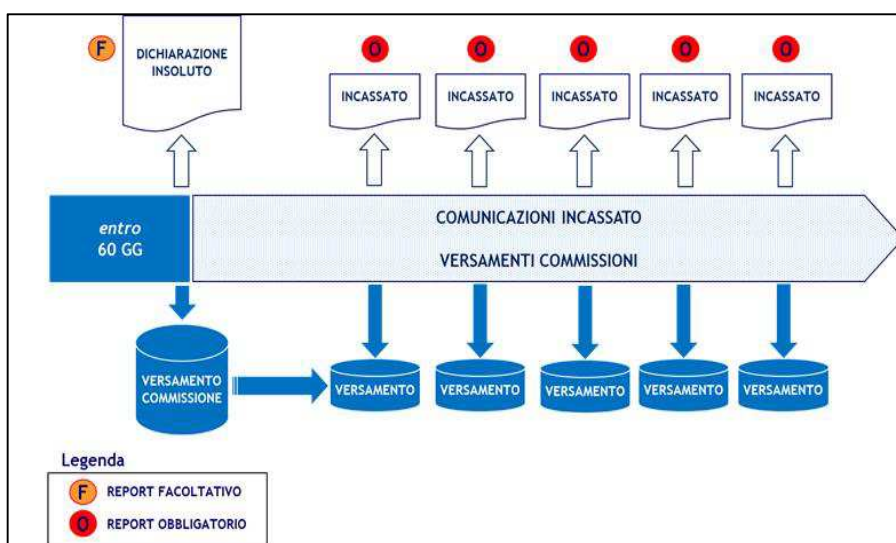 F
DICHIARAZIONE
INSOLUTO
O
O
O
O
O
INCASSATO
INCASSATO
INCASSATO
INCASSATO
INCASSATO
entro
60 GG
COMUNICAZIONI INCASSATO
VERSAMENTI COMMISSIONI
VERSAMENTO
COMMISSIONE
VERSAMENTO
VERSAMENTO
VERSAMENTO
VERSAMENTO
VERSAMENTO
Legenda
F REPORT FACOLTATIVO
O REPORT OBBLIGATORIO